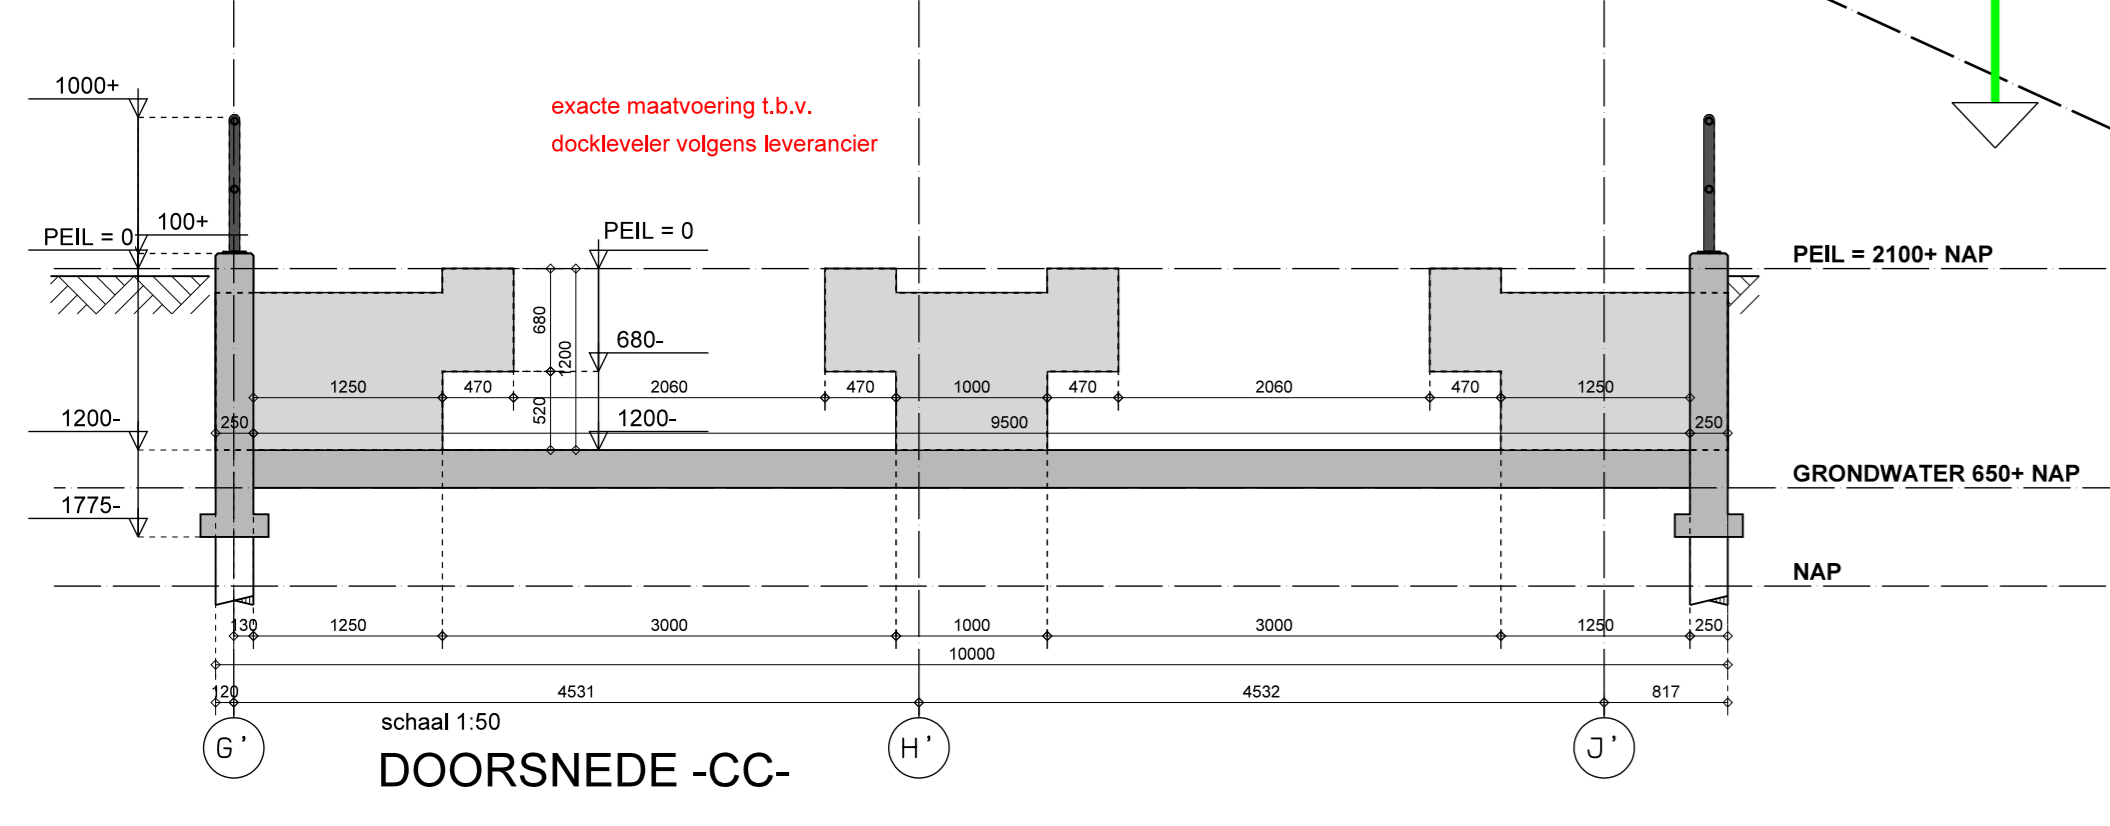 1000+
exacte maatvoering t.b.v.
dockleveler volgens leverancier
100+
PEIL = 0
PEIL = 0
PEIL = 2100+ NAP
680
680-
1200
1250
470
2060
470
1000
470
2060
470
1250
520
1200-
1200-
250
9500
250
GRONDWATER 650+ NAP
1775-
NAP
130
1250
3000
1000
3000
1250
250
10000
120
4531
4532
817
schaal 1:50
G'
H'
J'
DOORSNEDE -CC-